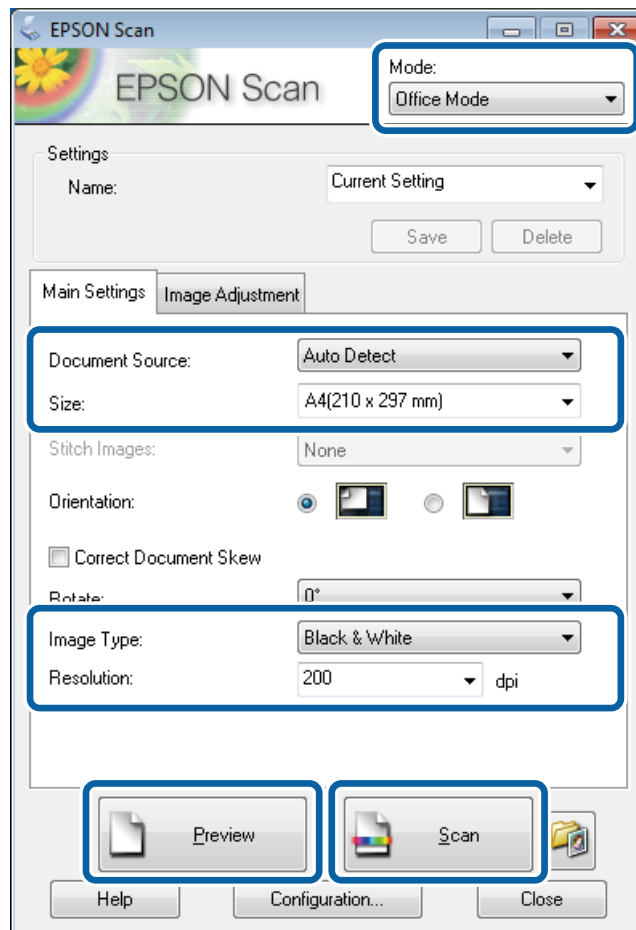 EPSON Scan
EPSON Scan
Mode:
Office Mode
Settings
Name: Current Setting
Save Delete
Main Settings Image Adjustment
Document Source: Auto Detect
Size: A4(210 x 297 mm)
Stitch Images: None
Orientation:
Correct Document Skew
Rotate: 0°
Image Type: Black & White
Resolution: 200 dpi
Preview Scan
Help Configuration... Close